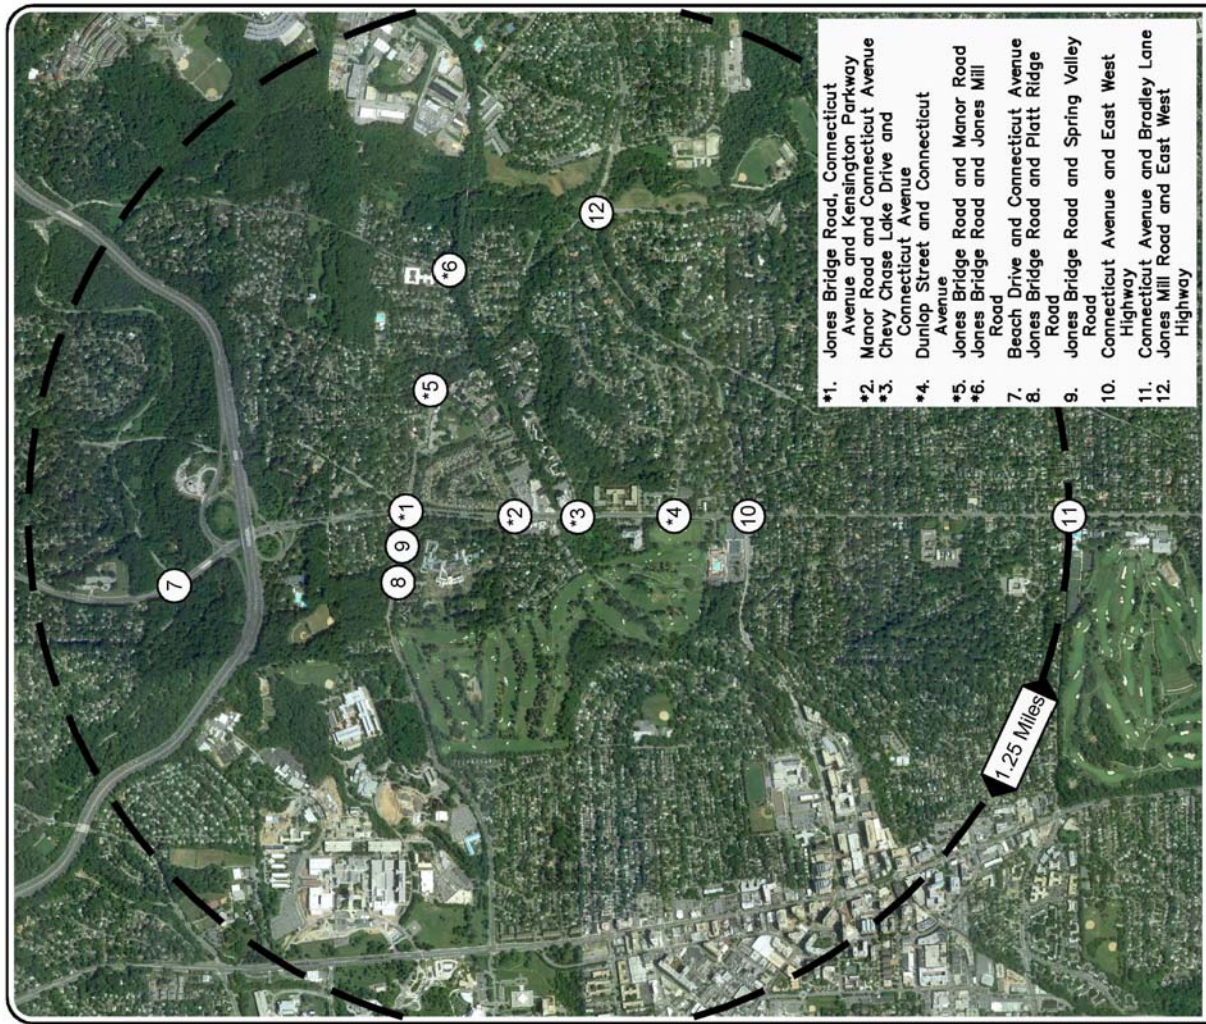 7
8
9
*1
*5
*6
*2
*3
12
*4
10
11
1.25 Miles
*1. Jones Bridge Road, Connecticut
Avenue and Kensington Parkway
*2. Manor Road and Connecticut Avenue
*3. Chevy Chase Lake Drive and
Connecticut Avenue
*4. Dunlop Street and Connecticut
Avenue
*5. Jones Bridge Road and Manor Road
*6. Jones Bridge Road and Jones Mill
Road
7. Beach Drive and Connecticut Avenue
8. Jones Bridge Road and Platt Ridge
Road
9. Jones Bridge Road and Spring Valley
Road
10. Connecticut Avenue and East West
Highway
11. Connecticut Avenue and Bradley Lane
12. Jones Mill Road and East West
Highway